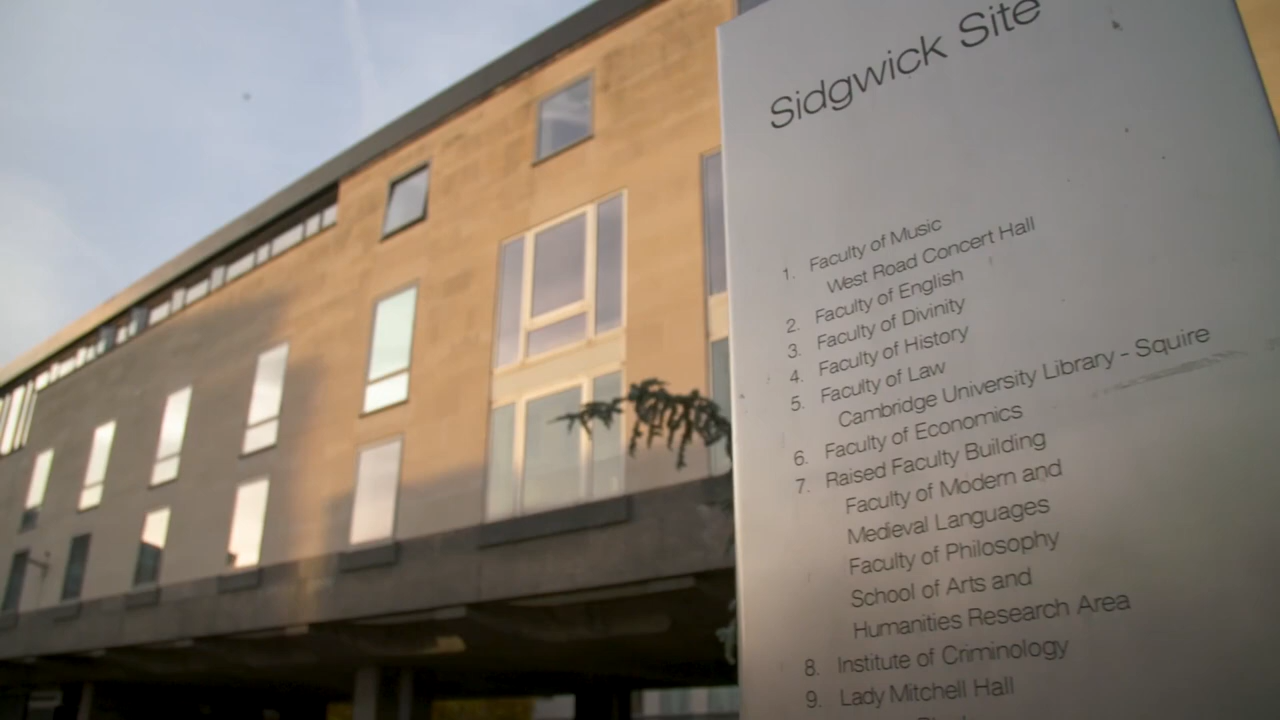 Sidgwick Site
1. Faculty of Music
West Road Concert Hall
2. Faculty of English
3. Faculty of Divinity
4. Faculty of History
5. Faculty of Law
Cambridge University Library - Squire
6. Faculty of Economics
7. Raised Faculty Building
Faculty of Modern and
Medieval Languages
Faculty of Philosophy
School of Arts and
Humanities Research Area
8. Institute of Criminology
9. Lady Mitchell Hall